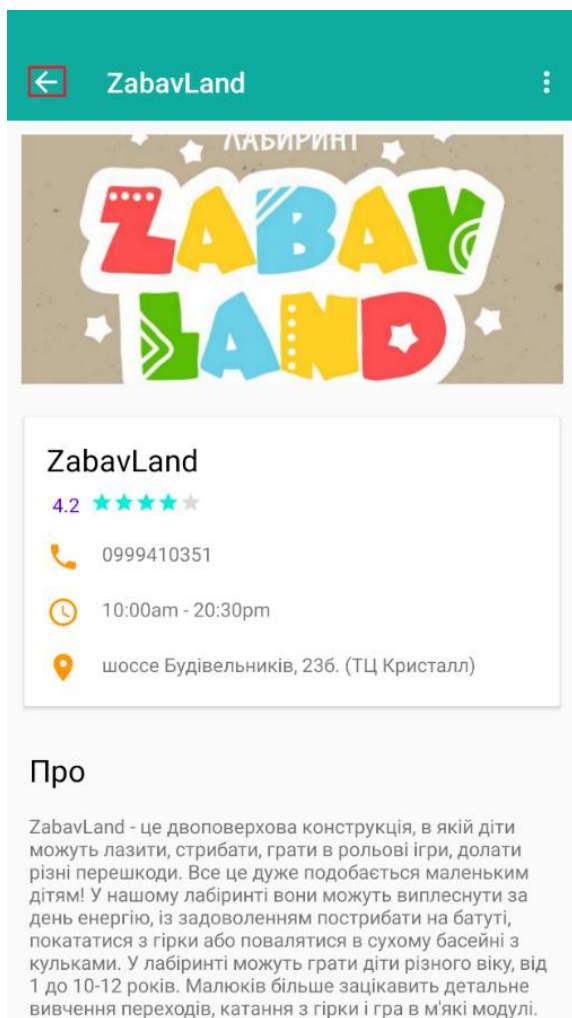 ZabavLand
ЛАБИРИНТ
ZABAV
LAND
ZabavLand
4.2
0999410351
10:00am - 20:30pm
шоссе Будівельників, 23б. (ТЦ Кристалл)
Про
ZabavLand - це двоповерхова конструкція, в якій діти
можуть лазити, стрибати, грати в рольові ігри, долати
різні перешкоди. Все це дуже подобається маленьким
дітям! У нашому лабіринті вони можуть виплеснути за
день енергію, із задоволенням пострибати на батуті,
покататися з гірки або повалятися в сухому басейні з
кульками. У лабіринті можуть грати діти різного віку, від
1 до 10-12 років. Малюків більше зацікавить детальне
вивчення переходів, катання з гірки і гра в м'які модулі.